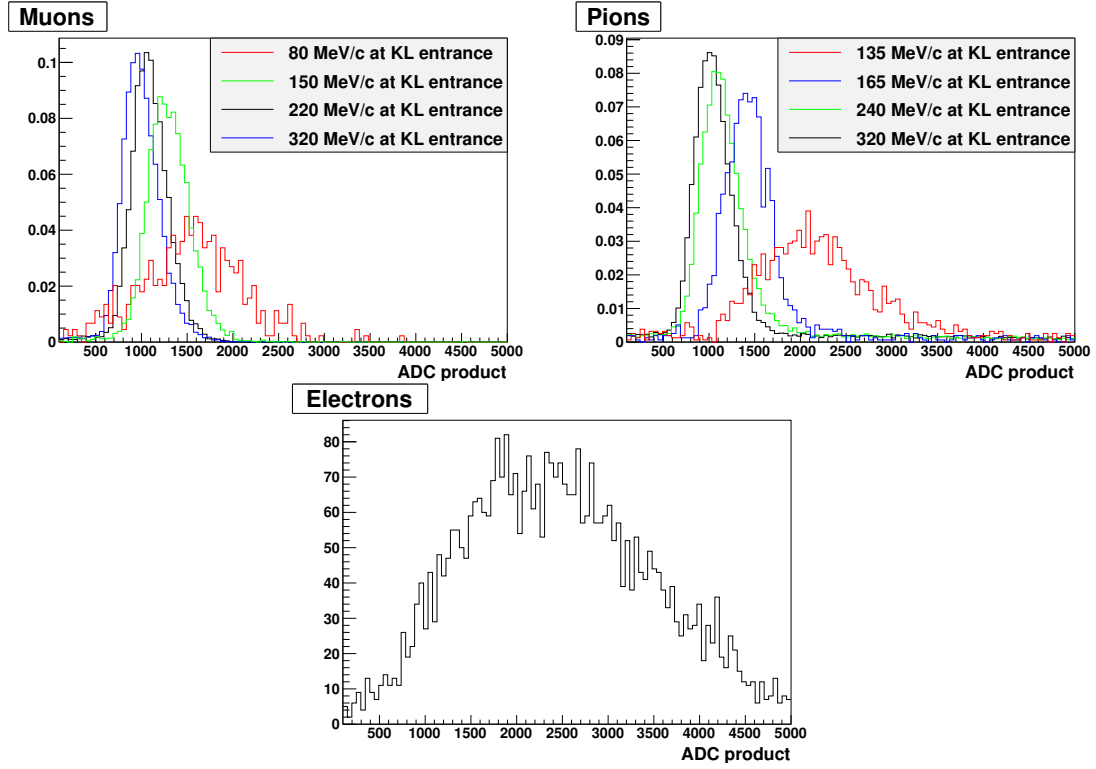 Muons
80 MeV/c at KL entrance
150 MeV/c at KL entrance
220 MeV/c at KL entrance
320 MeV/c at KL entrance
0.1
0.08
0.06
0.04
0.02
0
500 1000 1500 2000 2500 3000 3500 4000 4500 5000
ADC product
Pions
135 MeV/c at KL entrance
165 MeV/c at KL entrance
240 MeV/c at KL entrance
320 MeV/c at KL entrance
0.09
0.08
0.07
0.06
0.05
0.04
0.03
0.02
0.01
0
500 1000 1500 2000 2500 3000 3500 4000 4500 5000
ADC product
Electrons
80
70
60
50
40
30
20
10
0
500 1000 1500 2000 2500 3000 3500 4000 4500 5000
ADC product